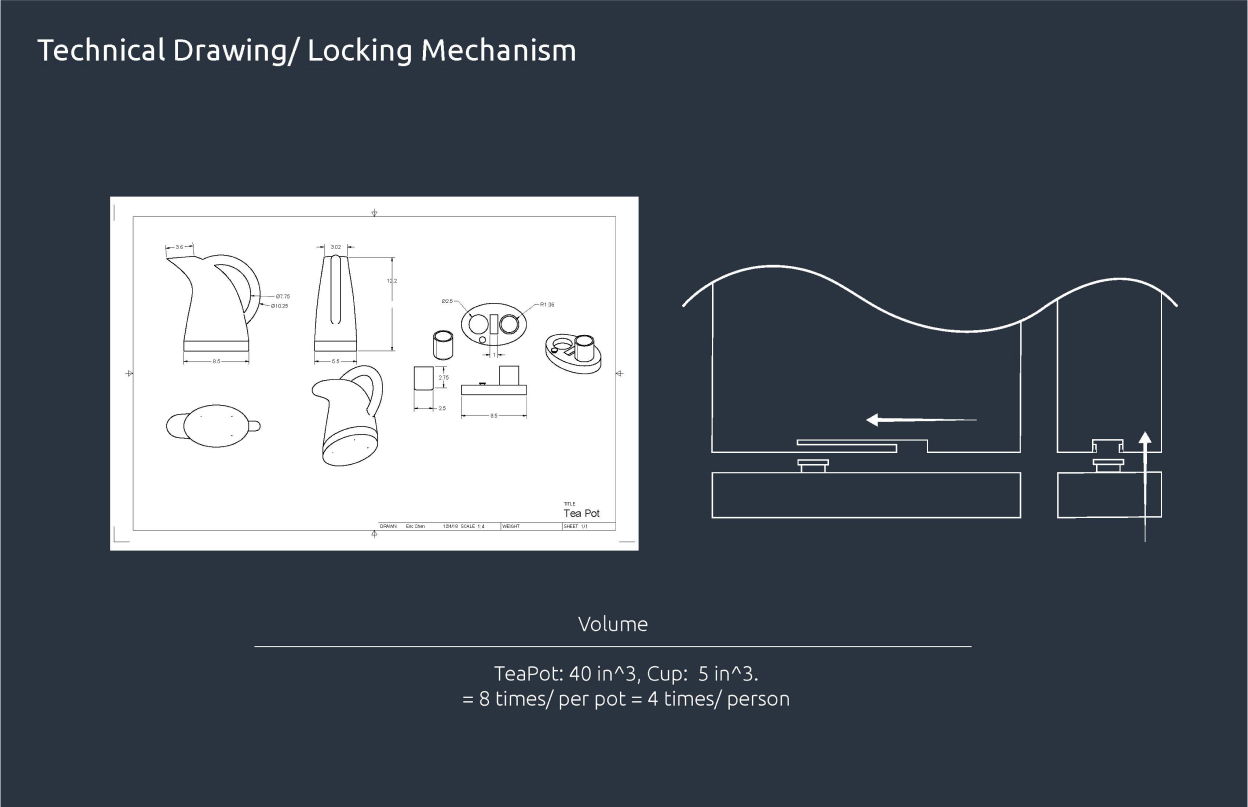 Technical Drawing/ Locking Mechanism
3.6
3.02
12.2
Ø7.75
Ø10.25
8.5
5.5
Ø2.5
R1.36
1
2.75
2.5
8.5
TITLE
Tea Pot
DRAWN Eric Chen SCALE 1:4 WEIGHT SHEET 1/1
Volume
TeaPot: 40 in^3, Cup: 5 in^3.
= 8 times/ per pot = 4 times/ person